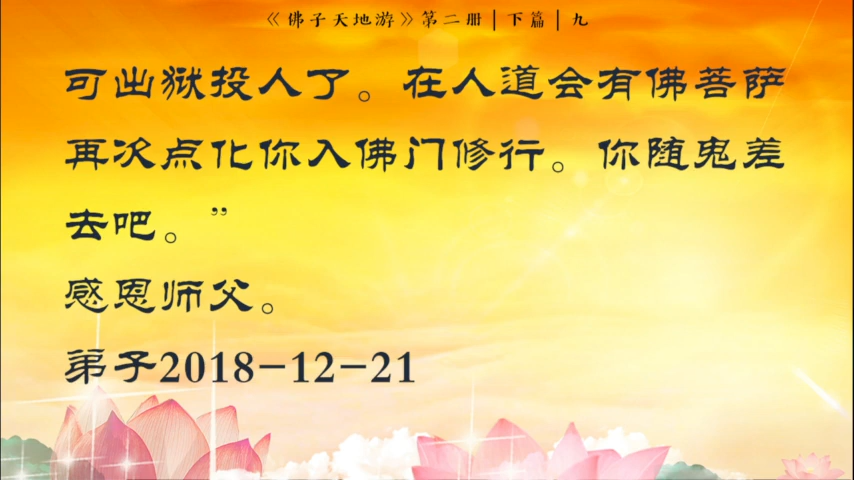 《佛子天地游》第二册|下篇|九
可出狱投人了。在人道会有佛菩萨
再次点化你入佛门修行。你随鬼差
去吧。”
感恩师父。
弟子2018-12-21